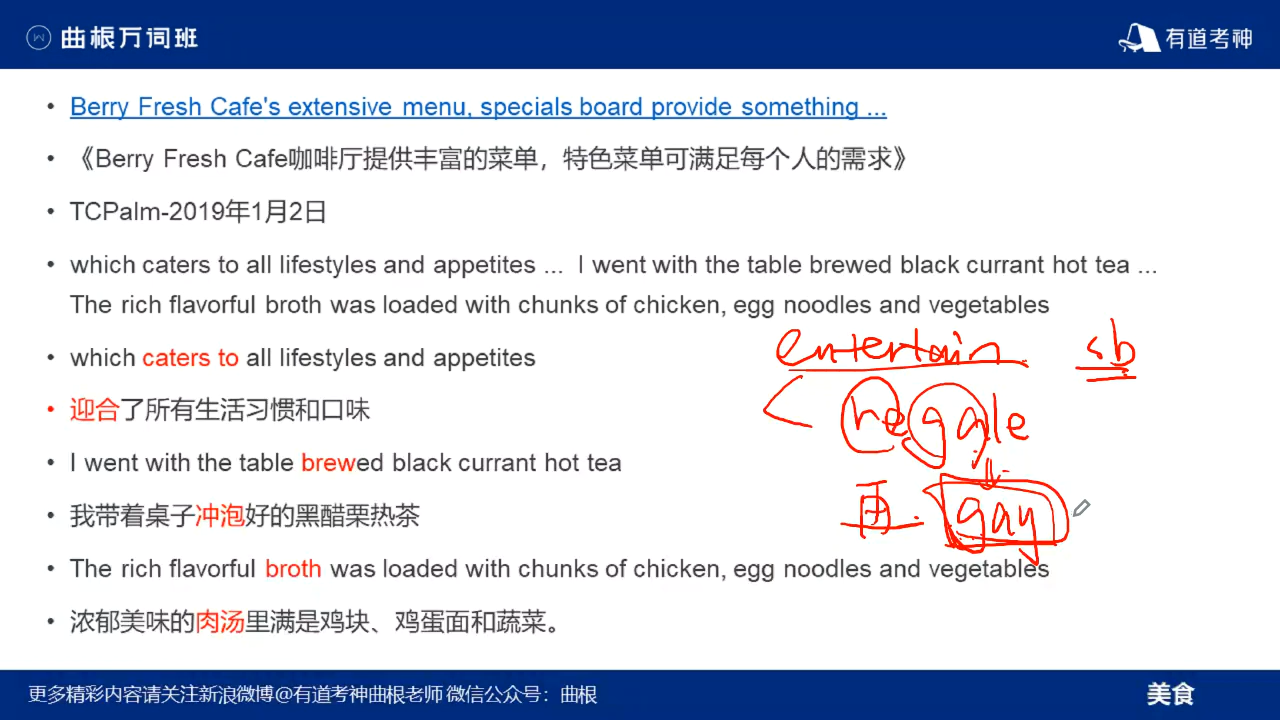 曲根万词班
有道考神
• Berry Fresh Cafe's extensive menu, specials board provide something ...
• 《Berry Fresh Cafe咖啡厅提供丰富的菜单，特色菜单可满足每个人的需求》
• TCPalm-2019年1月2日
• which caters to all lifestyles and appetites ... I went with the table brewed black currant hot tea ...
The rich flavorful broth was loaded with chunks of chicken, egg noodles and vegetables
entertain sb
• which caters to all lifestyles and appetites
• 迎合了所有生活习惯和口味
regale
• I went with the table brewed black currant hot tea
• 我带着桌子冲泡好的黑醋栗热茶
再 gay
• The rich flavorful broth was loaded with chunks of chicken, egg noodles and vegetables
• 浓郁美味的肉汤里满是鸡块、鸡蛋面和蔬菜。
更多精彩内容请关注新浪微博@有道考神曲根老师 微信公众号：曲根
美食